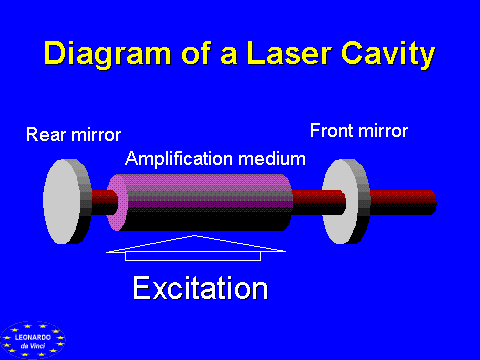 Diagram of a Laser Cavity
Rear mirror
Front mirror
Amplification medium
Excitation
LEONARDO
da Vinci